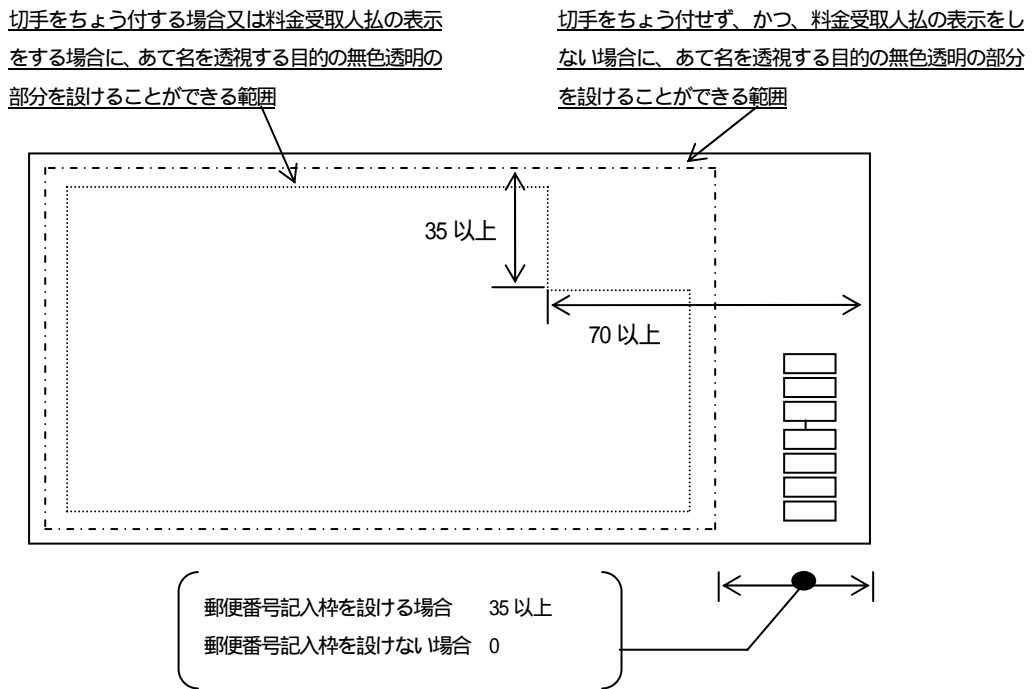 切手をちょう付する場合又は料金受取人払の表示
をする場合に、あて名を透視する目的の無色透明の
部分を設けることができる範囲
切手をちょう付せず、かつ、料金受取人払の表示をし
ない場合に、あて名を透視する目的の無色透明の部分
を設けることができる範囲
35 以上
70 以上
郵便番号記入枠を設ける場合　35 以上
郵便番号記入枠を設けない場合　0